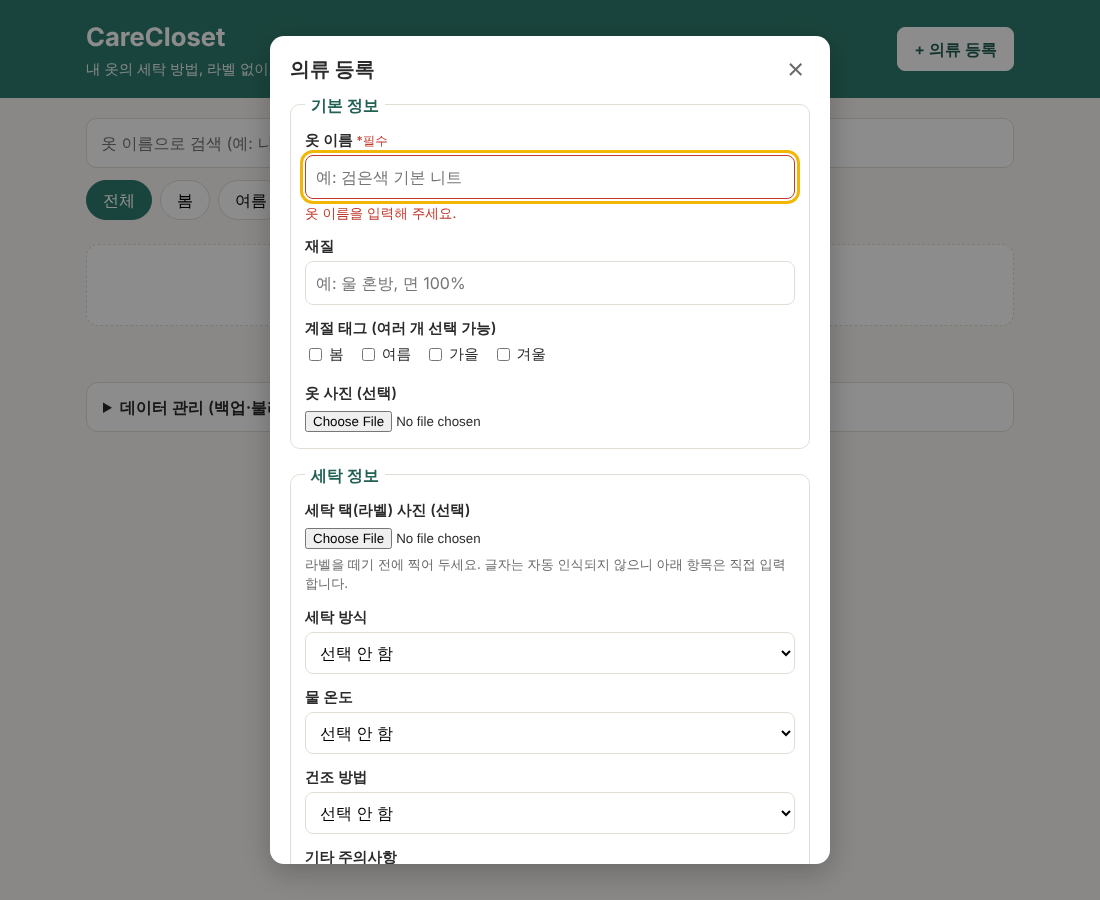 CareCloset
내 옷의 세탁 방법, 라벨 없이
+ 의류 등록
옷 이름으로 검색 (예:
전체
봄
여름
데이터 관리 (백업·불
의류 등록
✕
기본 정보
옷 이름 *필수
예: 검은색 기본 니트
옷 이름을 입력해 주세요.
재질
예: 울 혼방, 면 100%
계절 태그 (여러 개 선택 가능)
봄 여름 가을 겨울
옷 사진 (선택)
Choose File No file chosen
세탁 정보
세탁 택(라벨) 사진 (선택)
Choose File No file chosen
라벨을 떼기 전에 찍어 두세요. 글자는 자동 인식되지 않으니 아래 항목은 직접 입력
합니다.
세탁 방식
선택 안 함
물 온도
선택 안 함
건조 방법
선택 안 함
기타 주의사항